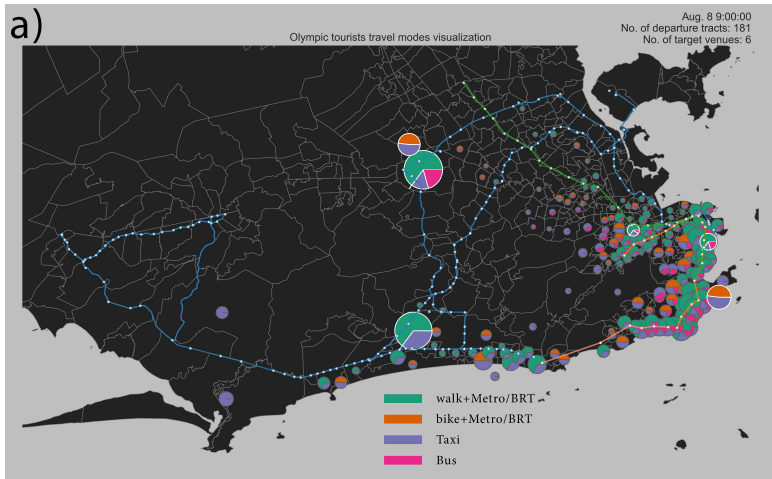 a)
Olympic tourists travel modes visualization
Aug. 8 9:00:00
No. of departure tracts: 181
No. of target venues: 6
walk+Metro/BRT
bike+Metro/BRT
Taxi
Bus